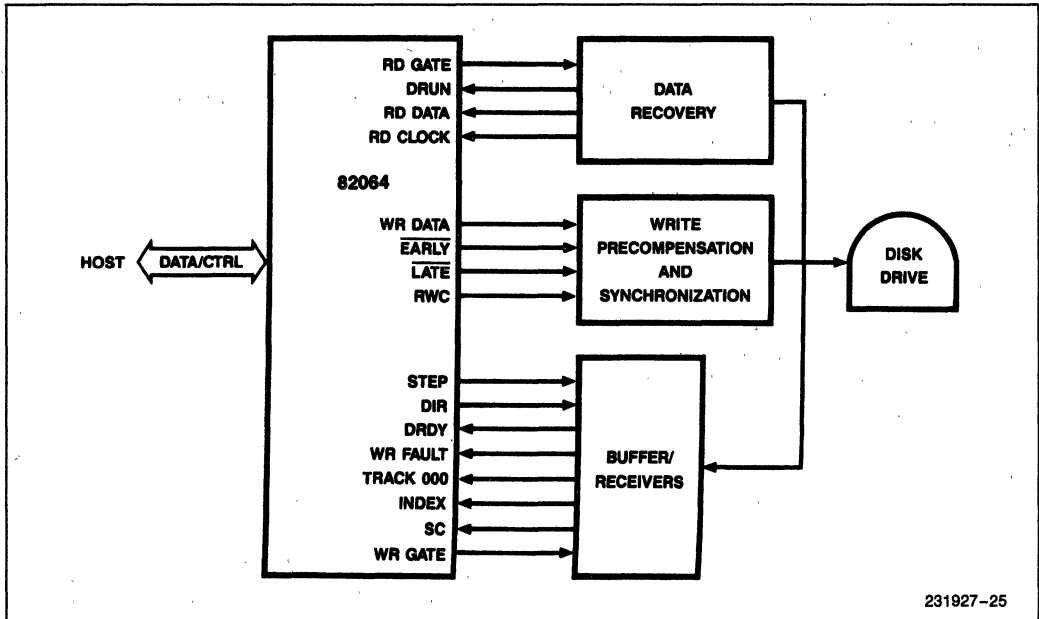 RD GATE
DRUN
RD DATA
RD CLOCK
82064
WR DATA
EARLY
LATE
RWC
STEP
DIR
DRDY
WR FAULT
TRACK 000
INDEX
SC
WR GATE
HOST
DATA/CTRL
DATA
RECOVERY
WRITE
PRECOMPENSATION
AND
SYNCHRONIZATION
BUFFER/
RECEIVERS
DISK
DRIVE
231927-25